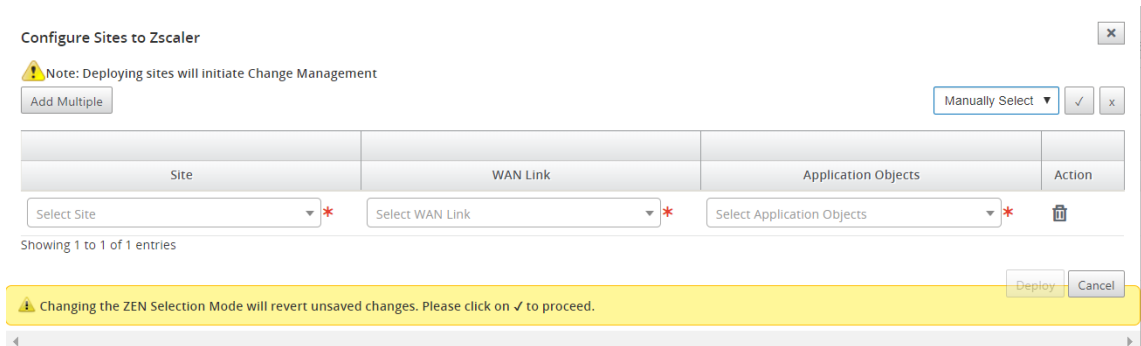 Configure Sites to Zscaler
x
Note: Deploying sites will initiate Change Management
Add Multiple
Manually Select ▼ ✓ x
Site WAN Link Application Objects Action
Select Site * Select WAN Link * Select Application Objects *
Showing 1 to 1 of 1 entries
Deploy Cancel
Changing the ZEN Selection Mode will revert unsaved changes. Please click on ✓ to proceed.